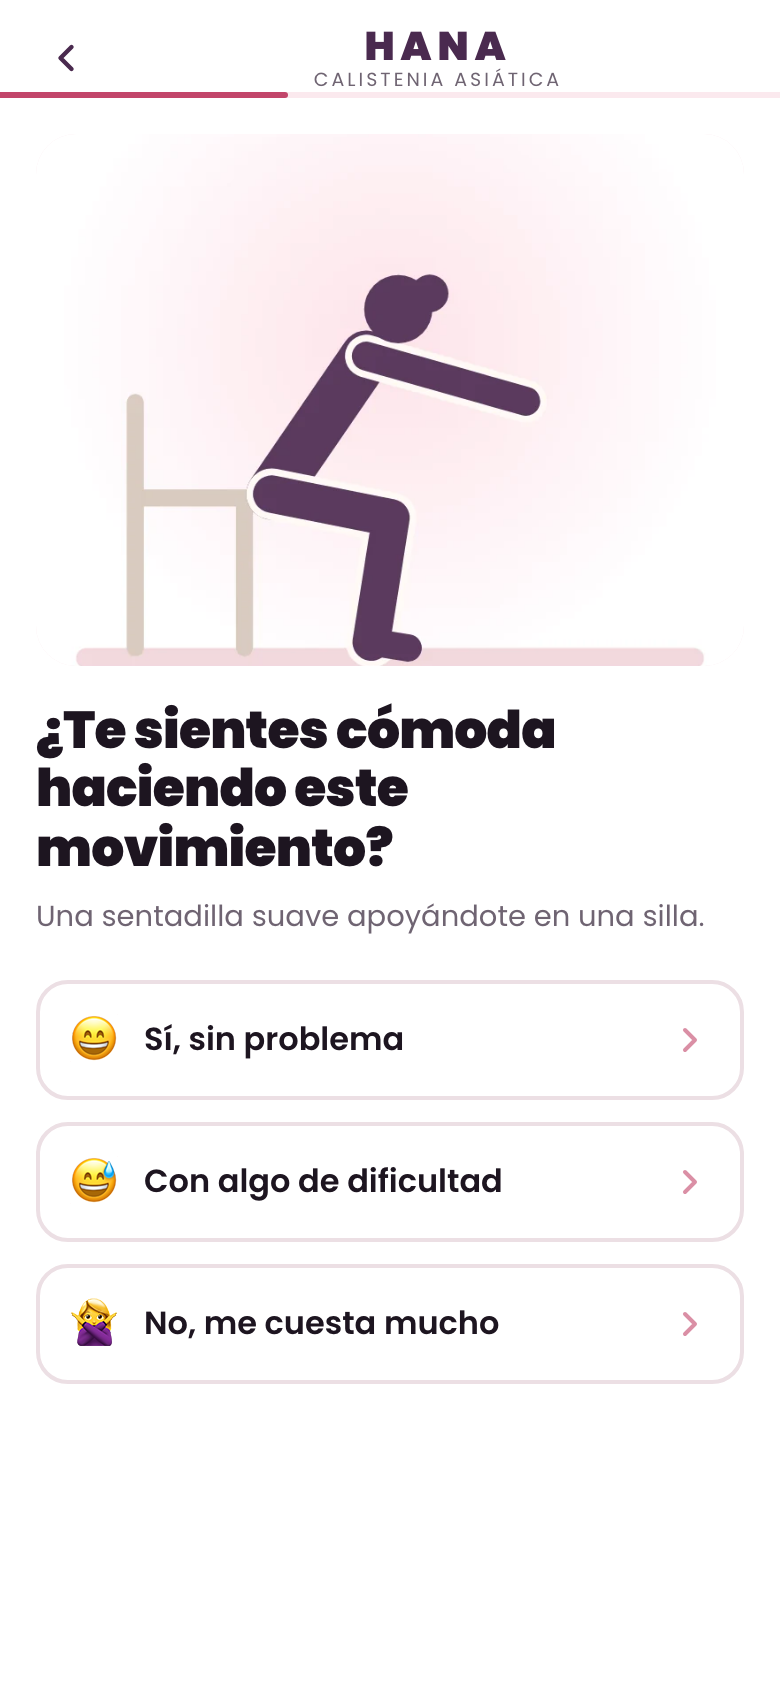 HANA
CALISTENIA ASIÁTICA
¿Te sientes cómoda
haciendo este
movimiento?
Una sentadilla suave apoyándote en una silla.
Sí, sin problema
Con algo de dificultad
No, me cuesta mucho